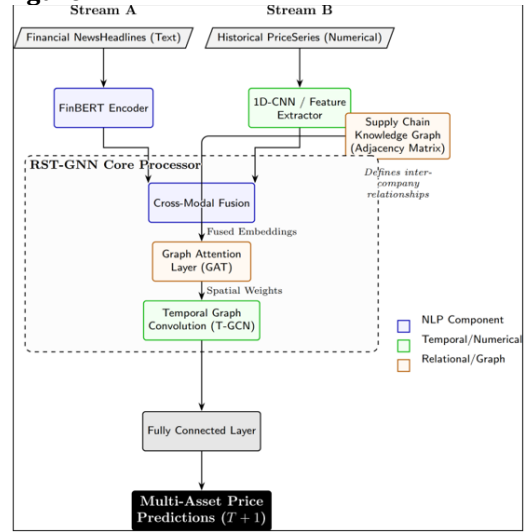 Stream A
Stream B
Financial NewsHeadlines (Text)
Historical PriceSeries (Numerical)
FinBERT Encoder
1D-CNN / Feature
Extractor
Supply Chain
Knowledge Graph
(Adjacency Matrix)
Defines inter-
company
relationships
RST-GNN Core Processor
Cross-Modal Fusion
Fused Embeddings
Graph Attention
Layer (GAT)
Spatial Weights
Temporal Graph
Convolution (T-GCN)
NLP Component
Temporal/Numerical
Relational/Graph
Fully Connected Layer
Multi-Asset Price
Predictions (T + 1)